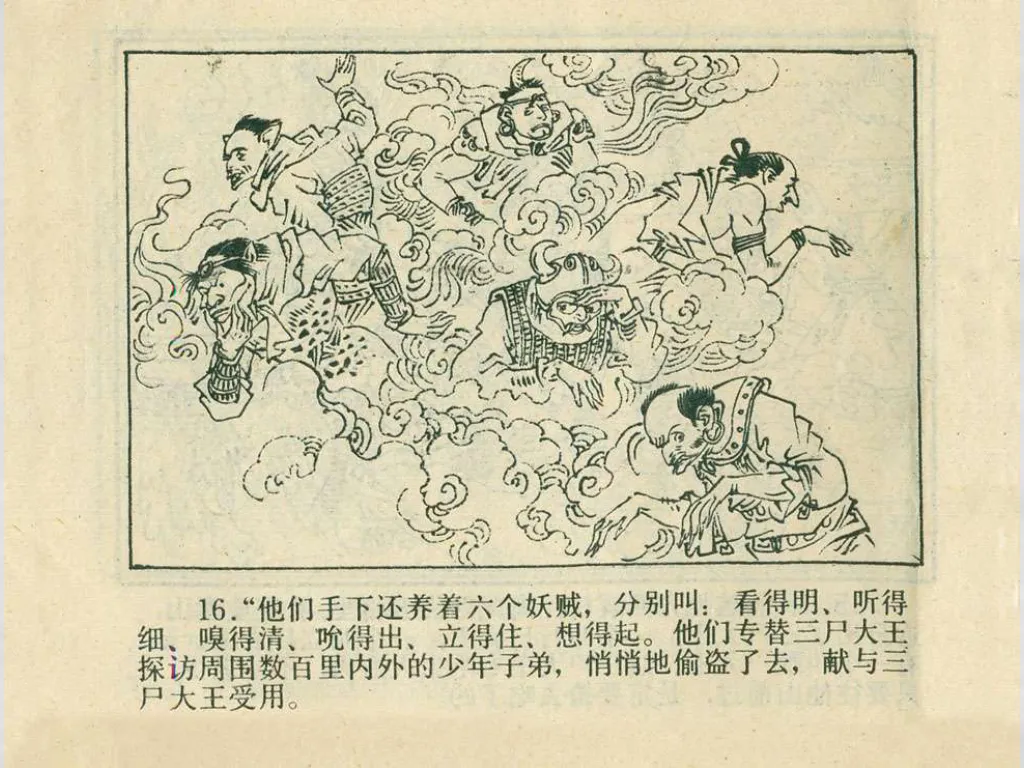 16.“他们手下还养着六个妖贼，分别叫：看得明、听得
细、嗅得清、吮得出、立得住、想得起。他们专替三尸大王
探访周围数百里内外的少年子弟，悄悄地偷盗了去，献与三
尸大王受用。